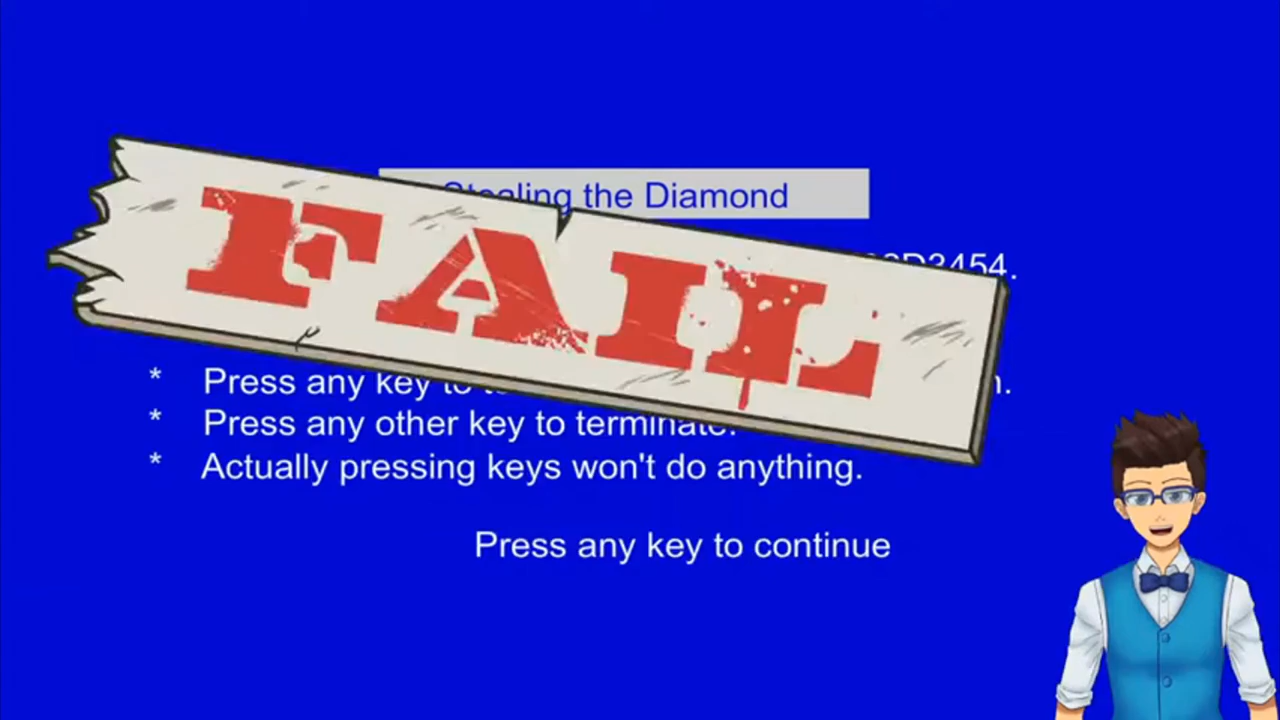 Stealing the Diamond
FAIL
* Press any key to
* Press any other key to terminate.
* Actually pressing keys won't do anything.
Press any key to continue